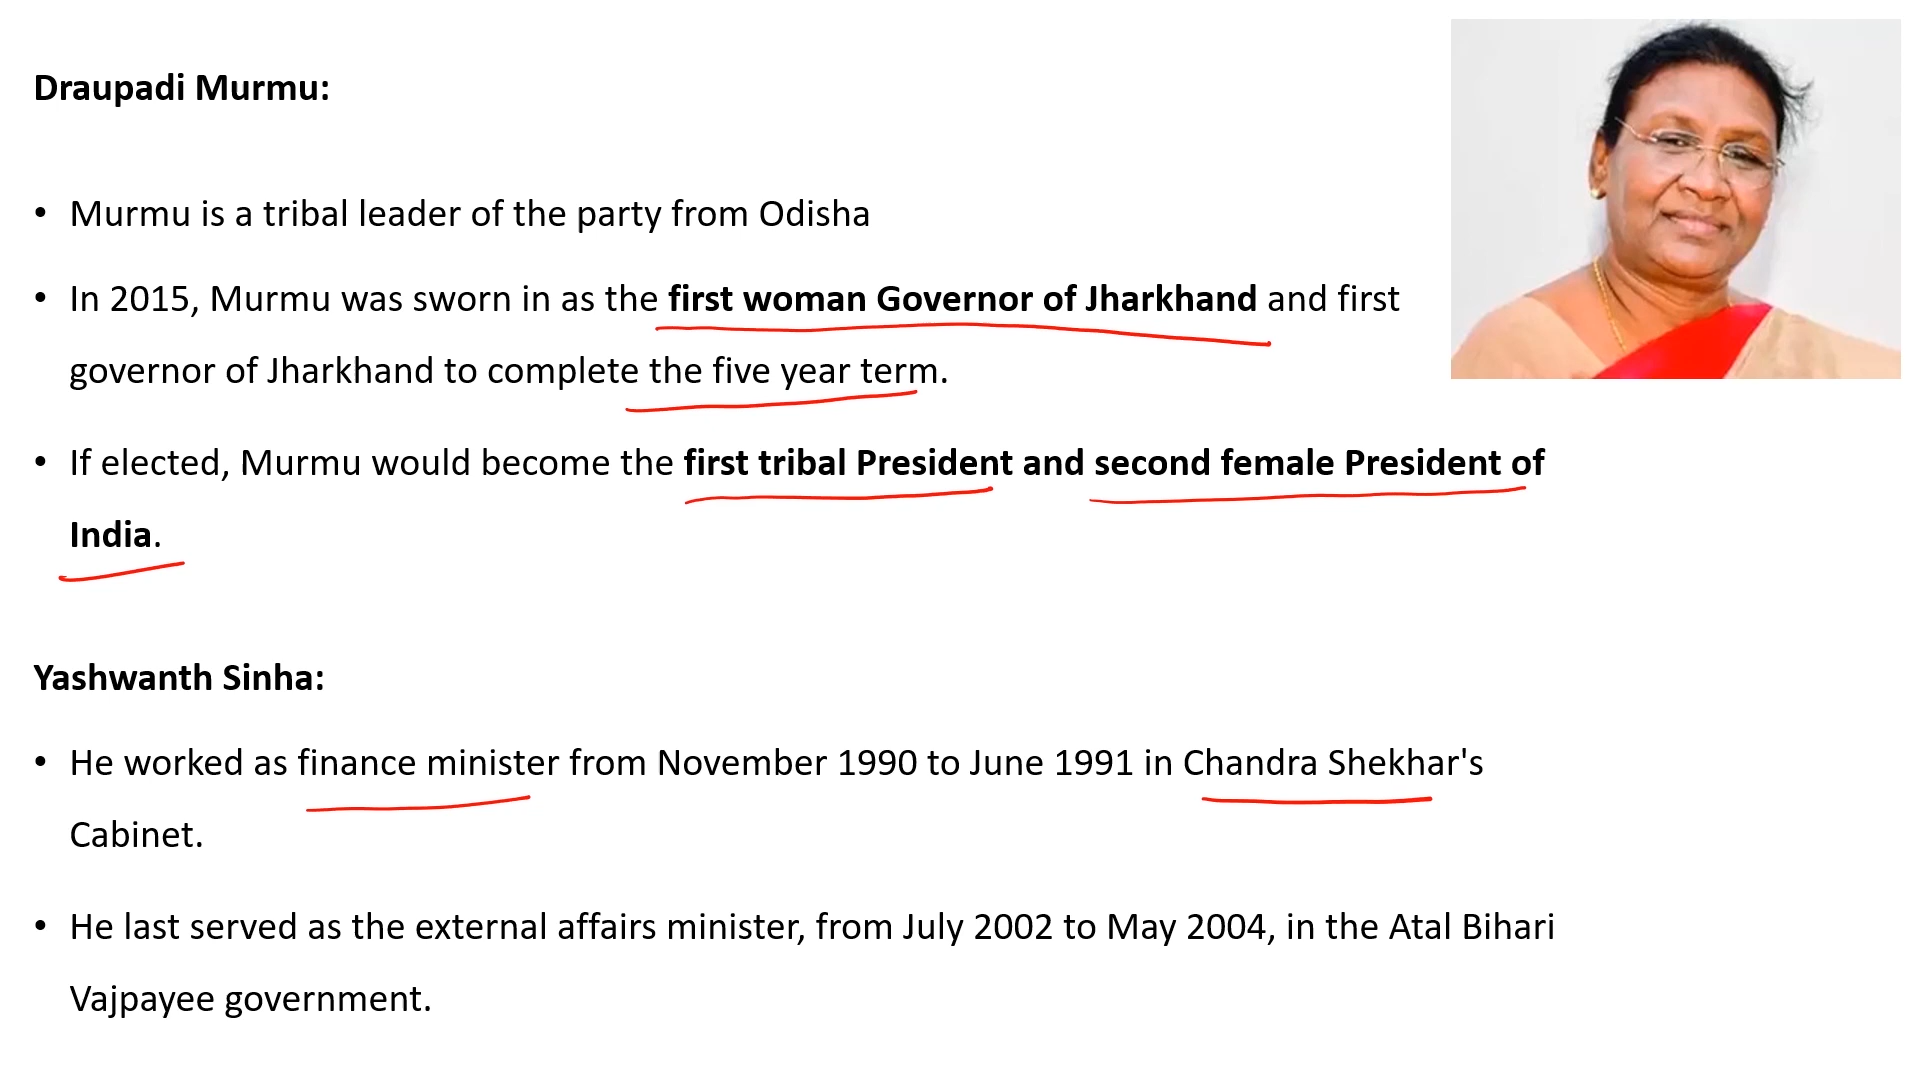 Draupadi Murmu:
• Murmu is a tribal leader of the party from Odisha
• In 2015, Murmu was sworn in as the first woman Governor of Jharkhand and first
governor of Jharkhand to complete the five year term.
• If elected, Murmu would become the first tribal President and second female President of
India.
Yashwanth Sinha:
• He worked as finance minister from November 1990 to June 1991 in Chandra Shekhar's
Cabinet.
• He last served as the external affairs minister, from July 2002 to May 2004, in the Atal Bihari
Vajpayee government.